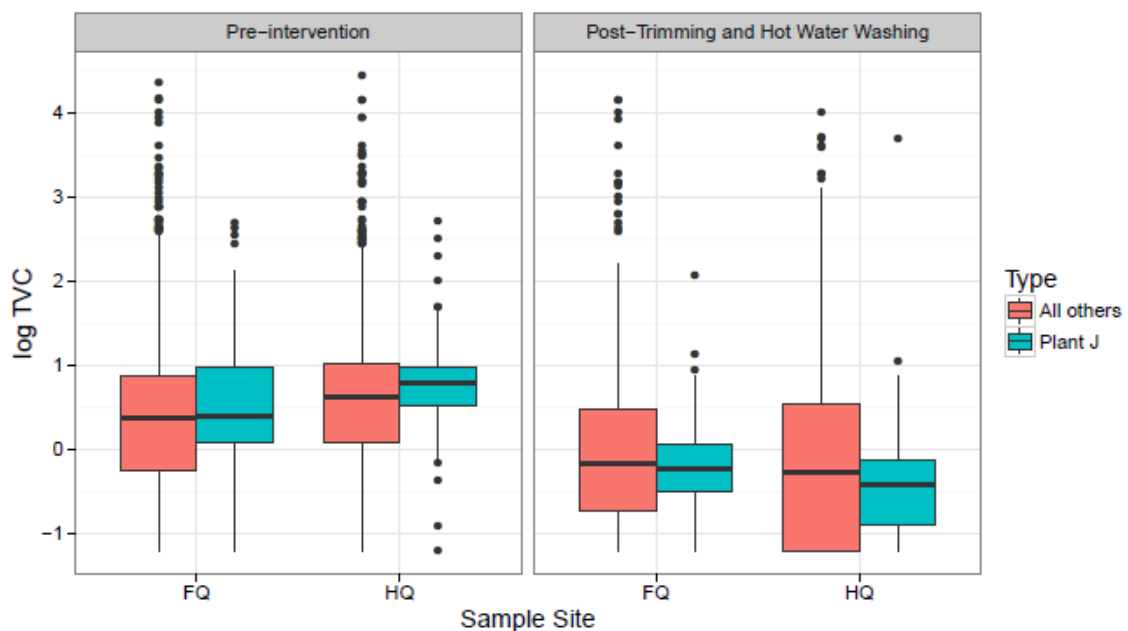 Pre−intervention
Post−Trimming and Hot Water Washing
log TVC
4
3
2
1
0
−1
FQ
HQ
FQ
HQ
Sample Site
Type
All others
Plant J